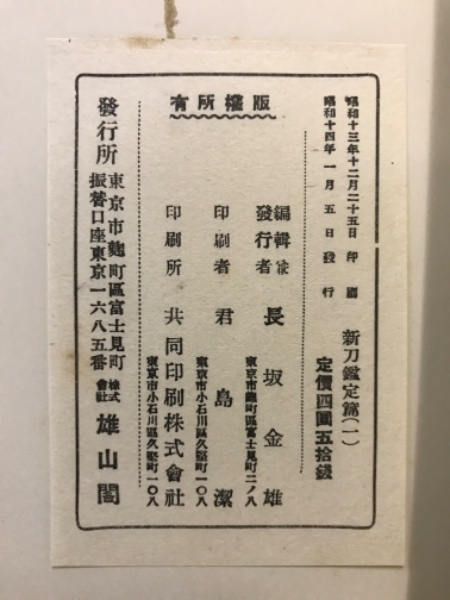 昭和十三年十二月二十五日印刷
昭和十四年一月五日發行
新刀鑑定篇(一)
定價四圓五拾錢
版權所有
編輯兼
發行者
長坂金雄
東京市麴町區富士見町二ノ八
印刷者
君島潔
東京市小石川區久堅町一〇八
印刷所
共同印刷株式會社
東京市小石川區久堅町一〇八
發行所
東京市麴町區富士見町
振替口座東京一六八五番
株式
會社
雄山閣